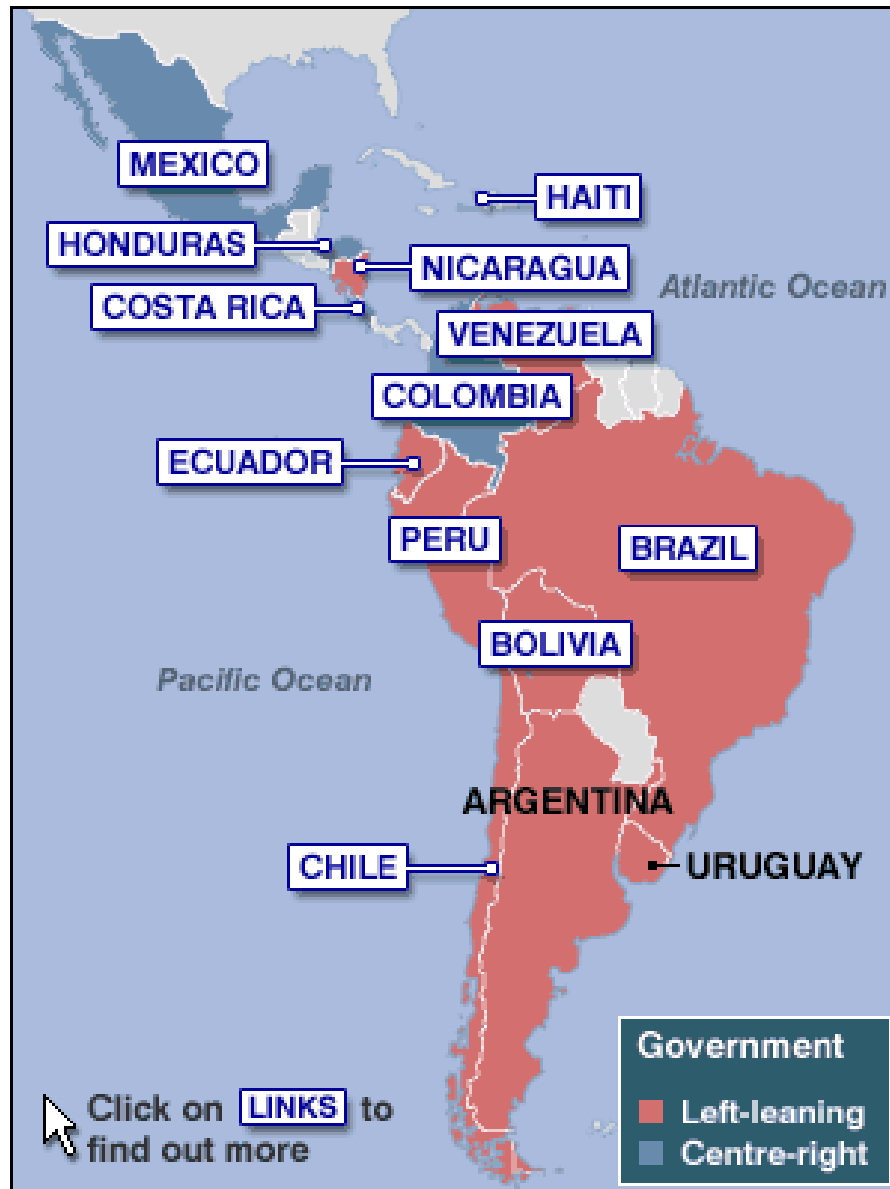 MEXICO
HAITI
HONDURAS
NICARAGUA
Atlantic Ocean
COSTA RICA
VENEZUELA
COLOMBIA
ECUADOR
PERU
BRAZIL
BOLIVIA
Pacific Ocean
ARGENTINA
CHILE
URUGUAY
Government
Left-leaning
Centre-right
Click on LINKS to
find out more